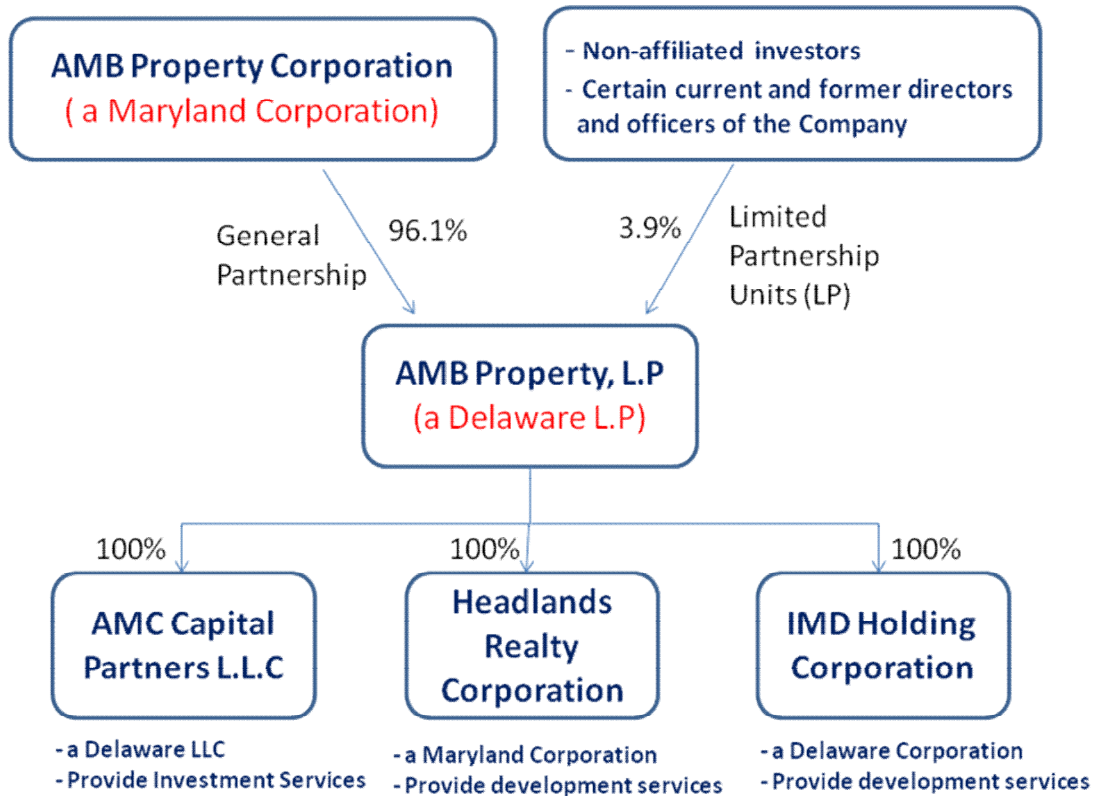 AMB Property Corporation
( a Maryland Corporation)
- Non-affiliated investors
- Certain current and former directors
and officers of the Company
General
Partnership
96.1%
3.9%
Limited
Partnership
Units (LP)
AMB Property, L.P
(a Delaware L.P)
100%
100%
100%
AMC Capital
Partners L.L.C
Headlands
Realty
Corporation
IMD Holding
Corporation
- a Delaware LLC
- Provide Investment Services
- a Maryland Corporation
- Provide development services
- a Delaware Corporation
- Provide development services